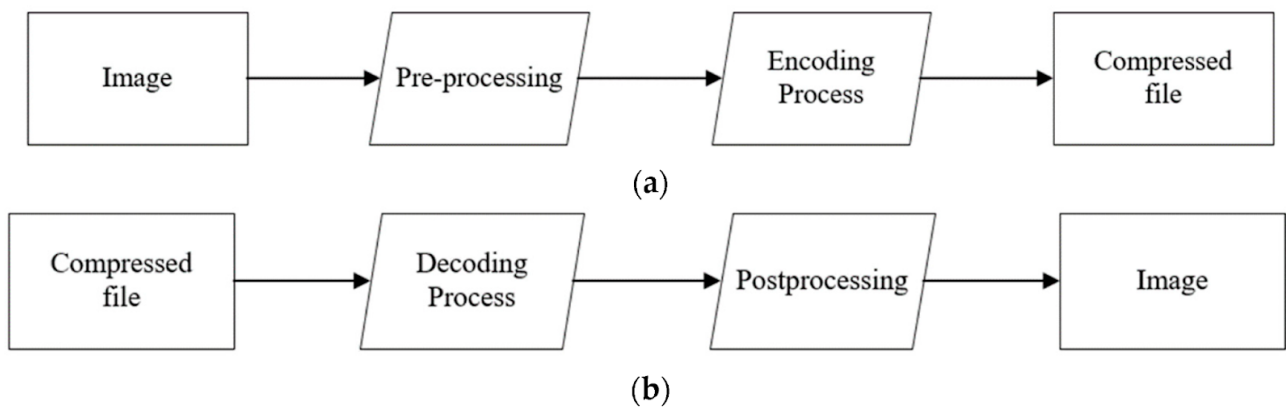 Image
Pre-processing
Encoding
Process
Compressed
file
(a)
Compressed
file
Decoding
Process
Postprocessing
Image
(b)